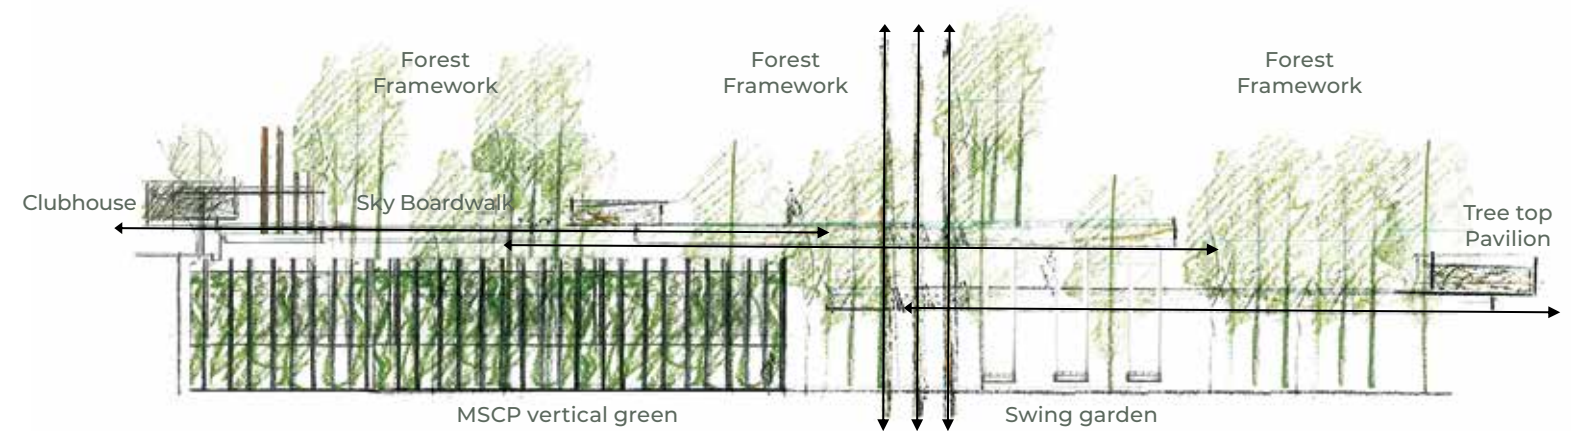 Forest
Framework
Forest
Framework
Forest
Framework
Clubhouse
Sky Boardwalk
Tree top
Pavilion
MSCP vertical green
Swing garden